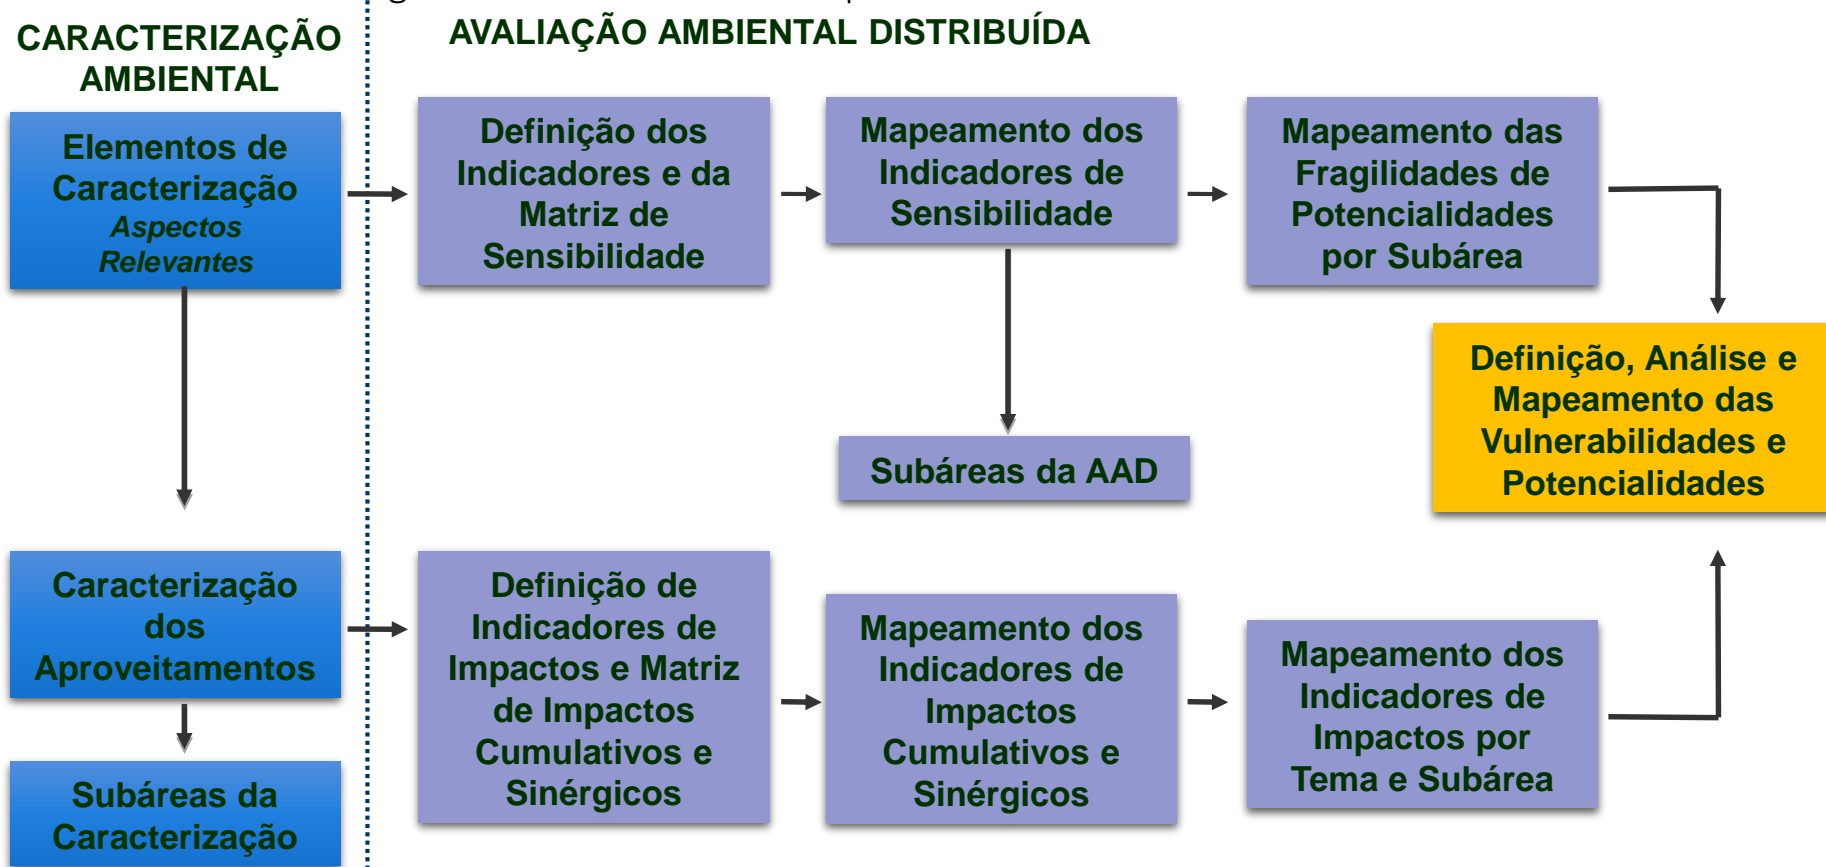 CARACTERIZAÇÃO
AMBIENTAL
AVALIAÇÃO AMBIENTAL DISTRIBUÍDA
Elementos de
Caracterização
Aspectos
Relevantes
Definição dos
Indicadores e da
Matriz de
Sensibilidade
Mapeamento dos
Indicadores de
Sensibilidade
Mapeamento das
Fragilidades de
Potencialidades
por Subárea
Definição, Análise e
Mapeamento das
Vulnerabilidades e
Potencialidades
Subáreas da AAD
Caracterização
dos
Aproveitamentos
Definição de
Indicadores de
Impactos e Matriz
de Impactos
Cumulativos e
Sinérgicos
Mapeamento dos
Indicadores de
Impactos
Cumulativos e
Sinérgicos
Mapeamento dos
Indicadores de
Impactos por
Tema e Subárea
Subáreas da
Caracterização